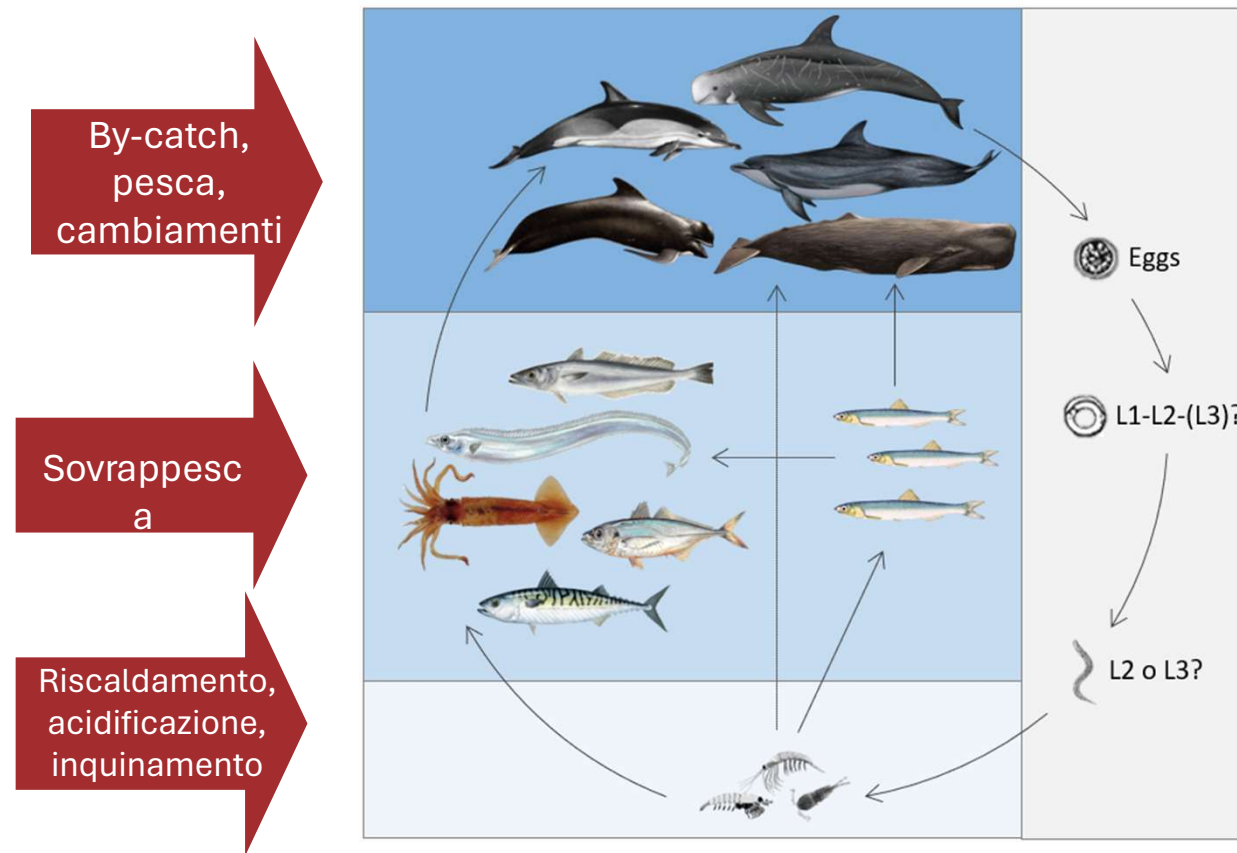 By-catch,
pesca,
cambiamenti
Sovrappesc
a
Riscaldamento,
acidificazione,
inquinamento
Eggs
L1-L2-(L3)?
L2 o L3?